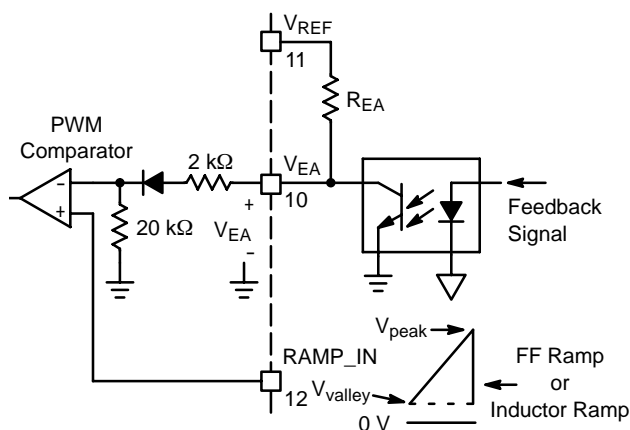 V_REF
11
R_EA
PWM
Comparator
2 kΩ
V_EA
10
-
+
20 kΩ
+
V_EA
-
Feedback
Signal
RAMP_IN
12
V_peak
V_valley
0 V
FF Ramp
or
Inductor Ramp